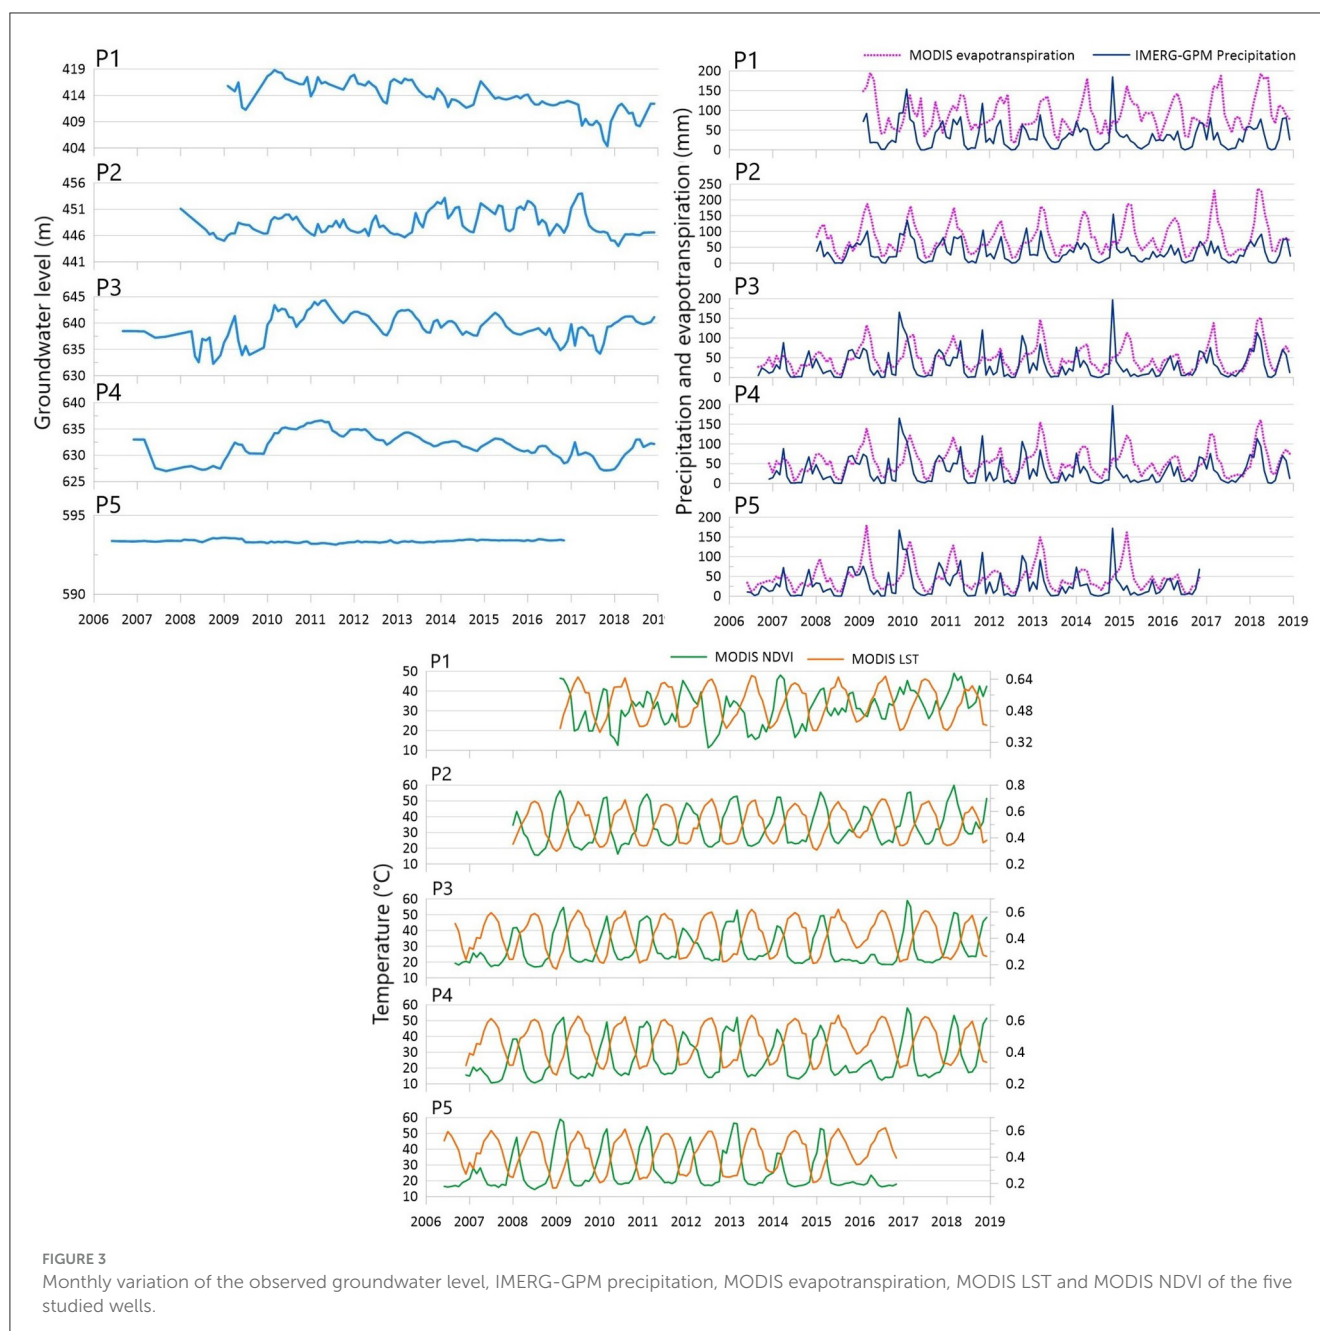 P1
419
414
409
404
P2
456
451
446
441
P3
645
640
635
630
P4
640
635
630
625
P5
595
590
2006 2007 2008 2009 2010 2011 2012 2013 2014 2015 2016 2017 2018 201
Groundwater level (m)
MODIS evapotranspiration IMERG-GPM Precipitation
P1
200
150
100
50
0
P2
250
200
150
100
50
0
P3
200
150
100
50
0
P4
200
150
100
50
0
P5
200
150
100
50
0
2006 2007 2008 2009 2010 2011 2012 2013 2014 2015 2016 2017 2018 2019
Precipitation and evapotranspiration (mm)
MODIS NDVI MODIS LST
P1
50 0.64
40
30 0.48
20
10 0.32
P2
60 0.8
50
40 0.6
30 0.4
20
10 0.2
P3
60
50 0.6
40 0.4
30
20 0.2
10
P4
60
50 0.6
40
30 0.4
20
10 0.2
P5
60
50 0.6
40 0.4
30
20 0.2
10
2006 2007 2008 2009 2010 2011 2012 2013 2014 2015 2016 2017 2018 2019
Temperature (°C)
FIGURE 3
Monthly variation of the observed groundwater level, IMERG-GPM precipitation, MODIS evapotranspiration, MODIS LST and MODIS NDVI of the five
studied wells.